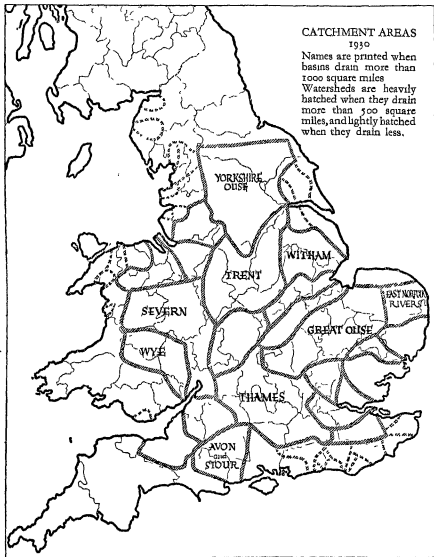 CATCHMENT AREAS
1930
Names are printed when
basins drain more than
1000 square miles
Watersheds are heavily
hatched when they drain
more than 500 square
miles, and lightly hatched
when they drain less.
YORKSHIRE
OUSE
TRENT
WITHAM
EAST NORFOLK
RIVERS
SEVERN
GREAT OUSE
WYE
THAMES
AVON
and
STOUR